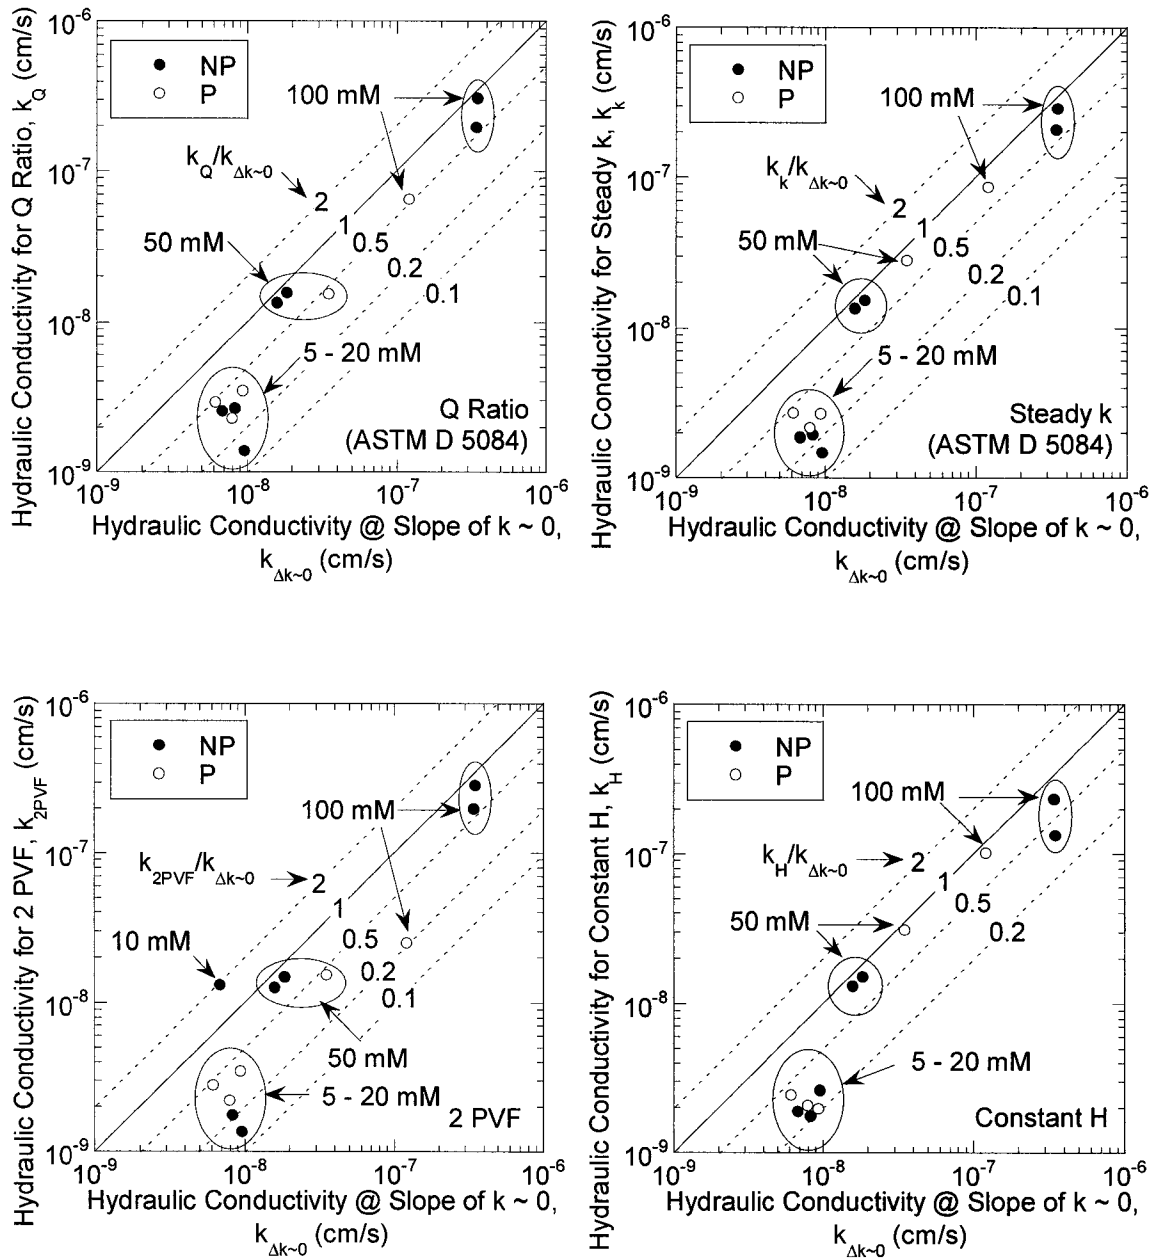 Hydraulic Conductivity for Q Ratio, k_Q (cm/s)
10^-6
10^-7
10^-8
10^-9
NP
P
100 mM
k_Q/k_Δk~0
2
1
0.5
0.2
0.1
50 mM
5 - 20 mM
Q Ratio
(ASTM D 5084)
10^-9 10^-8 10^-7 10^-6
Hydraulic Conductivity @ Slope of k ~ 0,
k_Δk~0 (cm/s)
Hydraulic Conductivity for Steady k, k_k (cm/s)
10^-6
10^-7
10^-8
10^-9
NP
P
100 mM
k_k/k_Δk~0
2
1
0.5
0.2
0.1
50 mM
5 - 20 mM
Steady k
(ASTM D 5084)
10^-9 10^-8 10^-7 10^-6
Hydraulic Conductivity @ Slope of k ~ 0,
k_Δk~0 (cm/s)
Hydraulic Conductivity for 2 PVF, k_2PVF (cm/s)
10^-6
10^-7
10^-8
10^-9
NP
P
100 mM
k_2PVF/k_Δk~0
2
1
0.5
0.2
0.1
10 mM
50 mM
5 - 20 mM
2 PVF
10^-9 10^-8 10^-7 10^-6
Hydraulic Conductivity @ Slope of k ~ 0,
k_Δk~0 (cm/s)
Hydraulic Conductivity for Constant H, k_H (cm/s)
10^-6
10^-7
10^-8
10^-9
NP
P
100 mM
k_H/k_Δk~0
2
1
0.5
0.2
50 mM
5 - 20 mM
Constant H
10^-9 10^-8 10^-7 10^-6
Hydraulic Conductivity @ Slope of k ~ 0,
k_Δk~0 (cm/s)